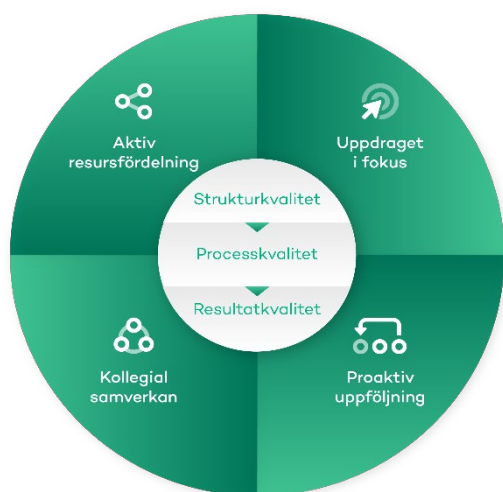 Aktiv
resursfördelning
Uppdraget
i fokus
Strukturkvalitet
Processkvalitet
Resultatkvalitet
Kollegial
samverkan
Proaktiv
uppföljning